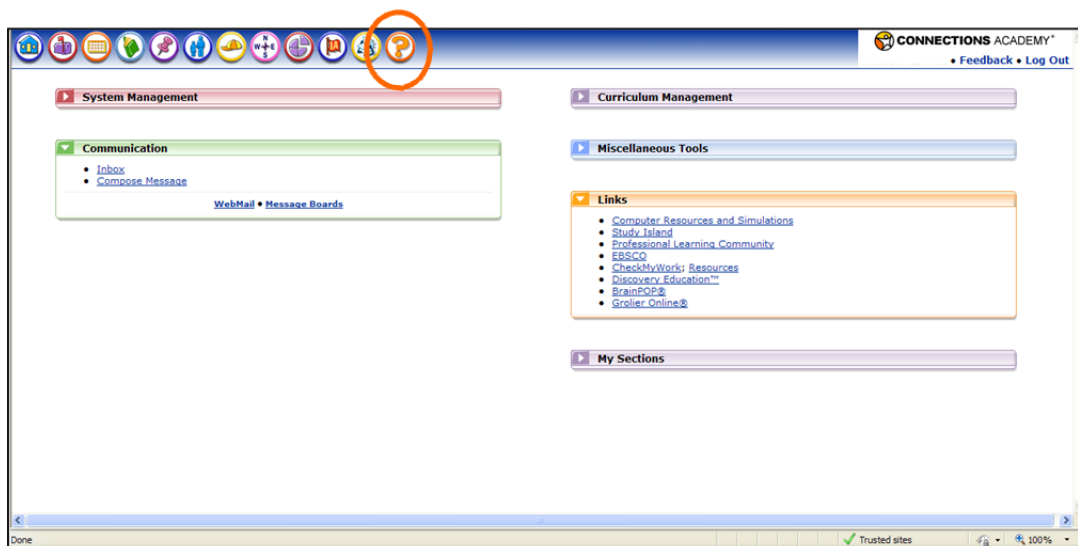 N
W E
S
?
CONNECTIONS ACADEMY®
• Feedback • Log Out
System Management
Communication
• Inbox
• Compose Message
WebMail • Message Boards
Curriculum Management
Miscellaneous Tools
Links
• Computer Resources and Simulations
• Study Island
• Professional Learning Community
• EBSCO
• CheckMyWork; Resources
• Discovery Education™
• BrainPOP®
• Grolier Online®
My Sections
Done
Trusted sites
100%